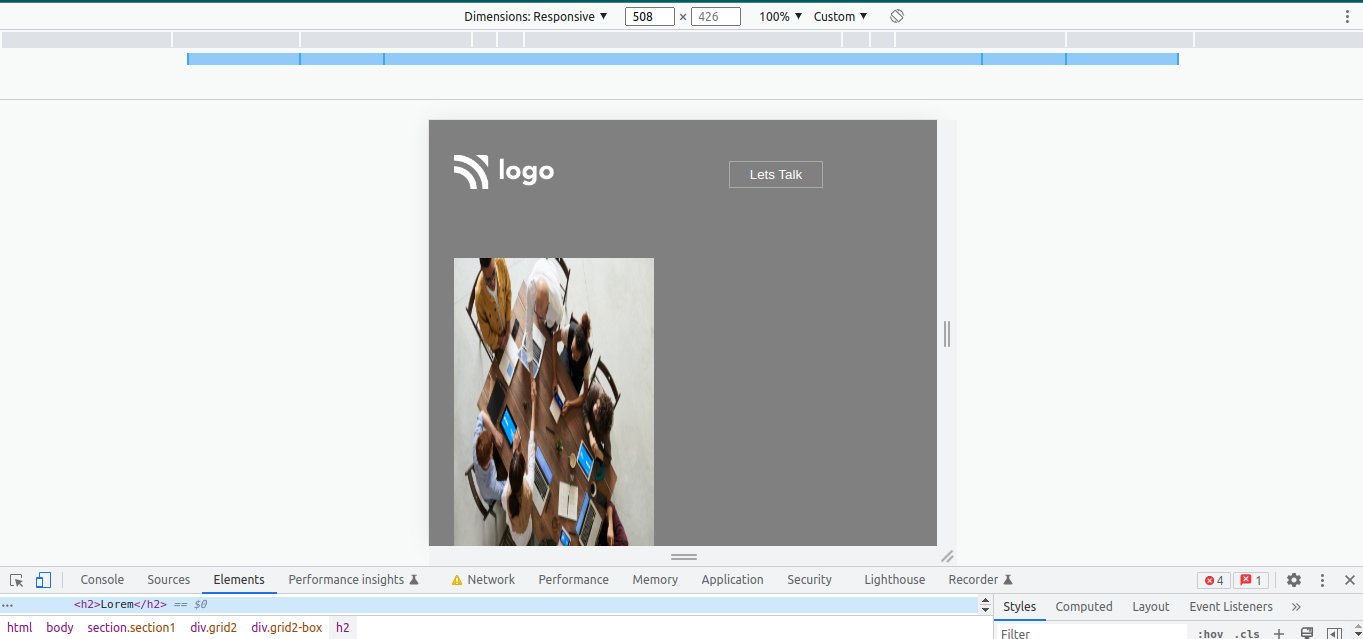 Dimensions: Responsive ▼ 508 × 426 100% ▼ Custom ▼
logo
Lets Talk
Console Sources Elements Performance insights Network Performance Memory Application Security Lighthouse Recorder 4 1
... <h2>Lorem</h2> == $0
Styles Computed Layout Event Listeners »
html body section.section1 div.grid2 div.grid2-box h2
Filter :hov .cls +